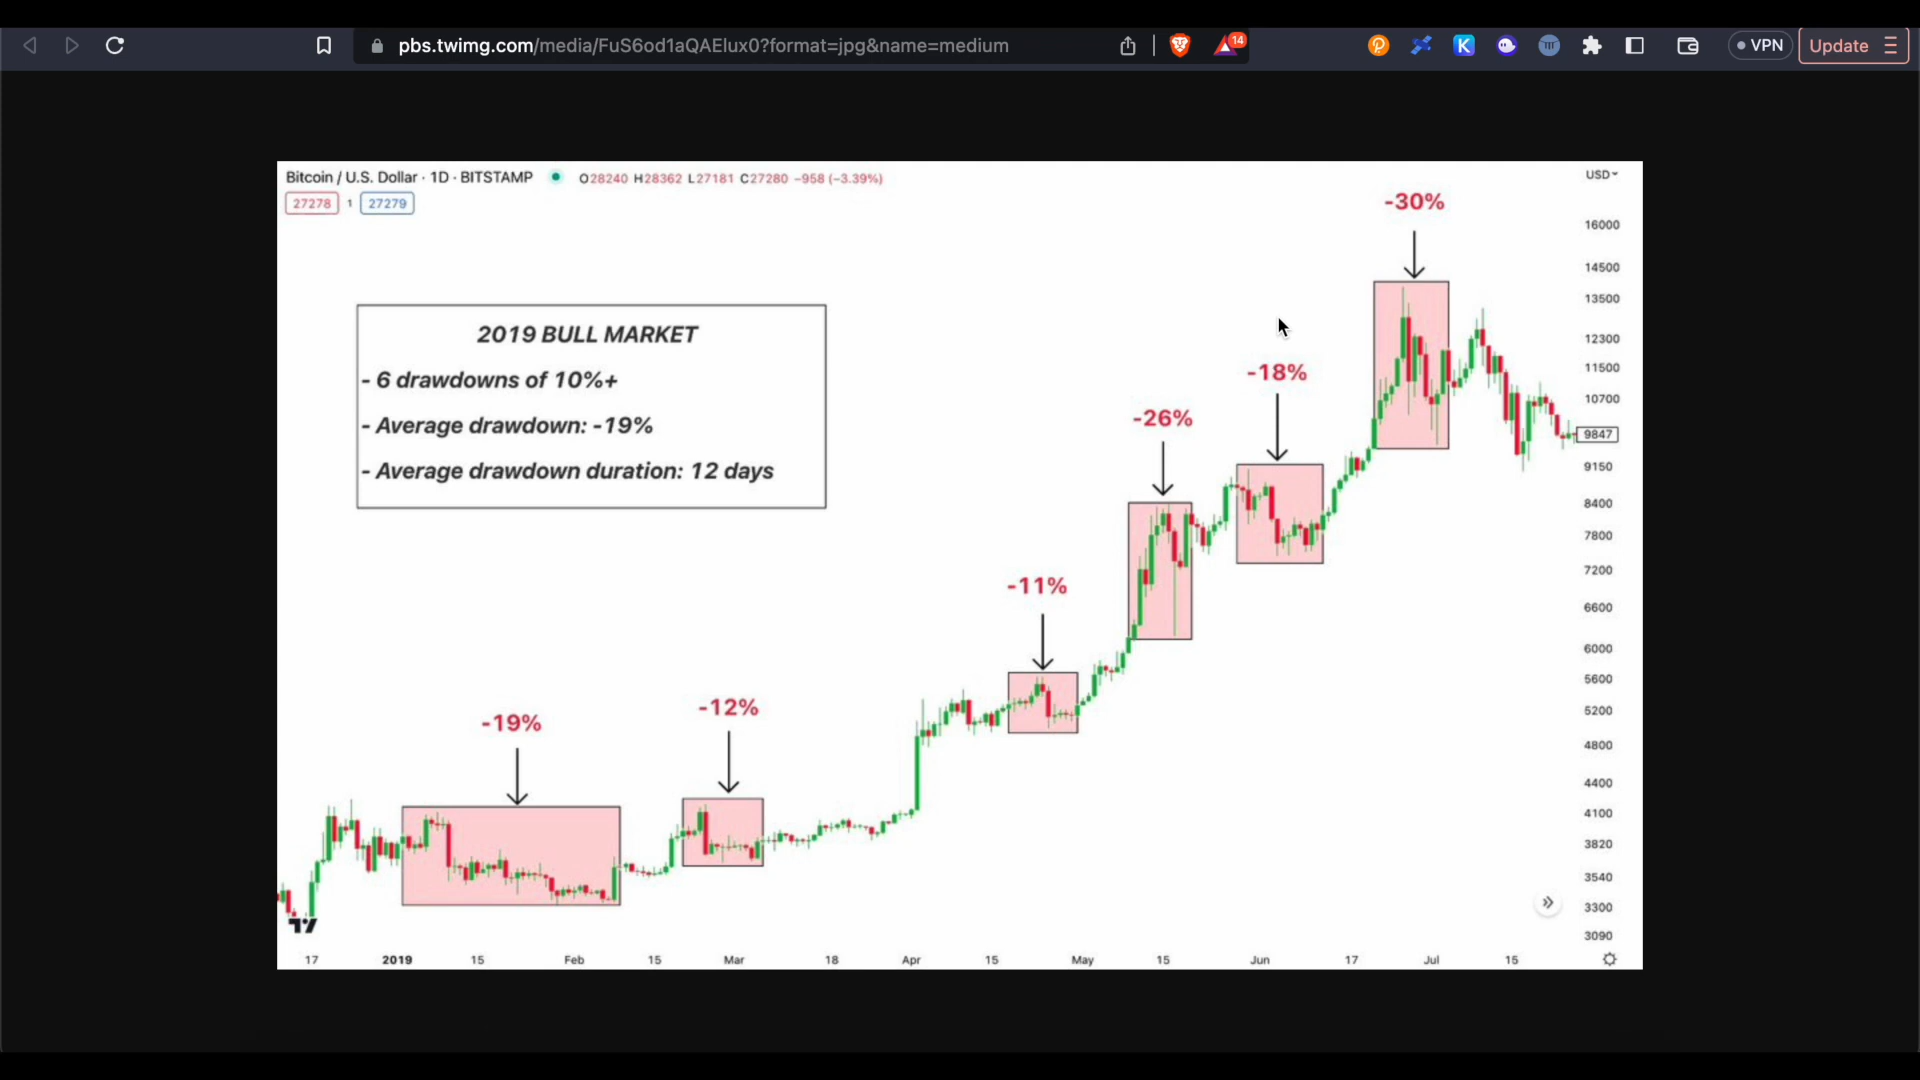 pbs.twimg.com/media/FuS6od1aQAElux0?format=jpg&name=medium
14
VPN
Update
Bitcoin / U.S. Dollar · 1D · BITSTAMP
O28240 H28362 L27181 C27280 −958 (−3.39%)
USD
27278
1
27279
2019 BULL MARKET
- 6 drawdowns of 10%+
- Average drawdown: -19%
- Average drawdown duration: 12 days
-30%
-18%
-26%
-11%
-12%
-19%
16000
14500
13500
12300
11500
10700
9847
9150
8400
7800
7200
6600
6000
5600
5200
4800
4400
4100
3820
3540
3300
3090
17 2019 15 Feb 15 Mar 18 Apr 15 May 15 Jun 17 Jul 15